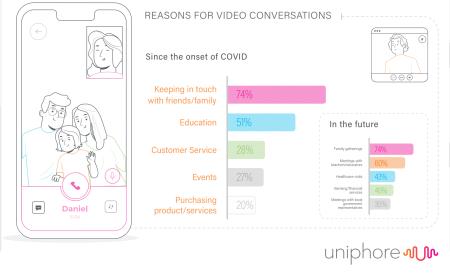 REASONS FOR VIDEO CONVERSATIONS
Since the onset of COVID
Keeping in touch
with friends/family
74%
Education
51%
Customer Service
28%
Events
27%
Purchasing
product/services
20%
In the future
Family gatherings
74%
Meetings with
teachers/educators
60%
Healthcare visits
43%
Banking/financial
services
40%
Meetings with local
government
representatives
Daniel
uniphore